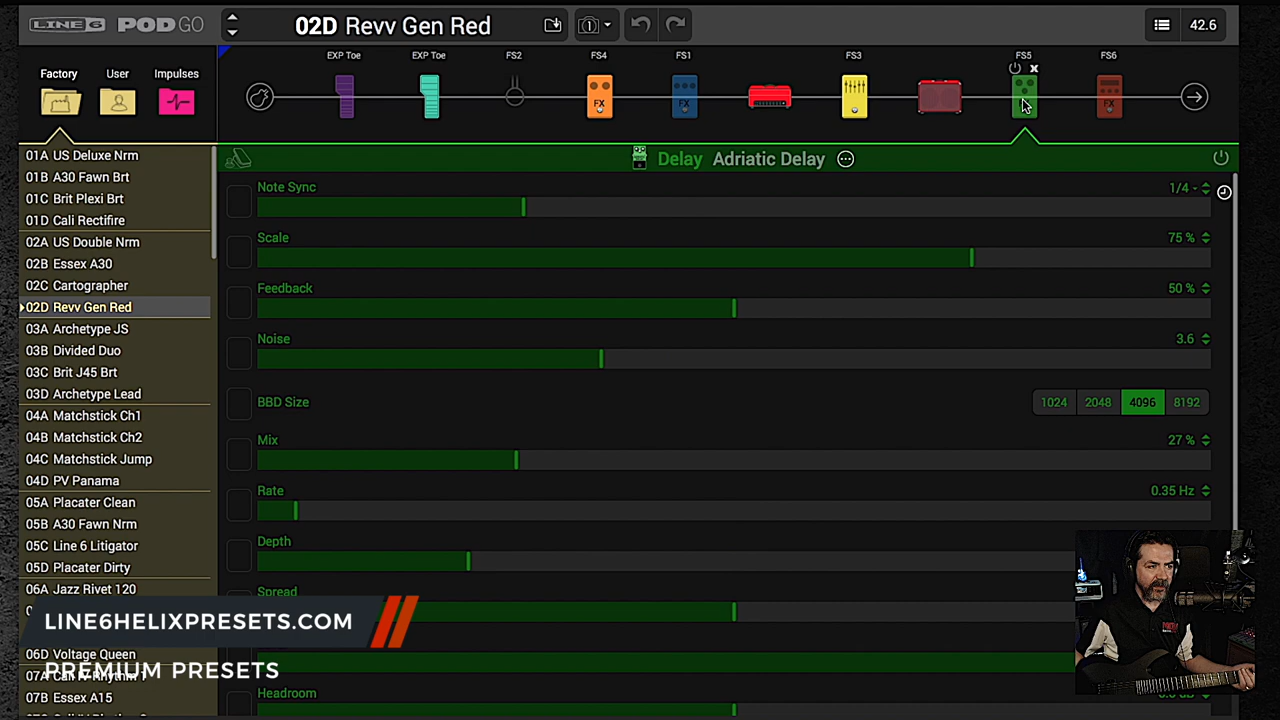 LINE 6 POD GO
02D Revv Gen Red
42.6
Factory User Impulses
EXP Toe EXP Toe FS2 FS4 FS1 FS3 FS5 FS6
FX FX FX FX
Delay Adriatic Delay
01A US Deluxe Nrm
01B A30 Fawn Brt
01C Brit Plexi Brt
01D Cali Rectifire
02A US Double Nrm
02B Essex A30
02C Cartographer
02D Revv Gen Red
03A Archetype JS
03B Divided Duo
03C Brit J45 Brt
03D Archetype Lead
04A Matchstick Ch1
04B Matchstick Ch2
04C Matchstick Jump
04D PV Panama
05A Placater Clean
05B A30 Fawn Nrm
05C Line 6 Litigator
05D Placater Dirty
06A Jazz Rivet 120
06D Voltage Queen
07B Essex A15
Note Sync 1/4 -
Scale 75 %
Feedback 50 %
Noise 3.6
BBD Size 1024 2048 4096 8192
Mix 27 %
Rate 0.35 Hz
Depth
Spread
Headroom
LINE6HELIXPRESETS.COM
PREMIUM PRESETS